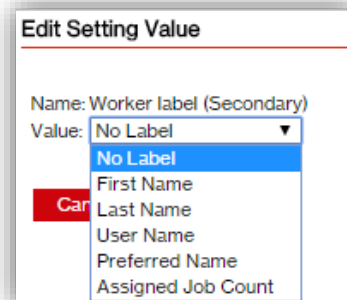 Edit Setting Value
Name: Worker label (Secondary)
Value: No Label
No Label
First Name
Last Name
User Name
Preferred Name
Assigned Job Count